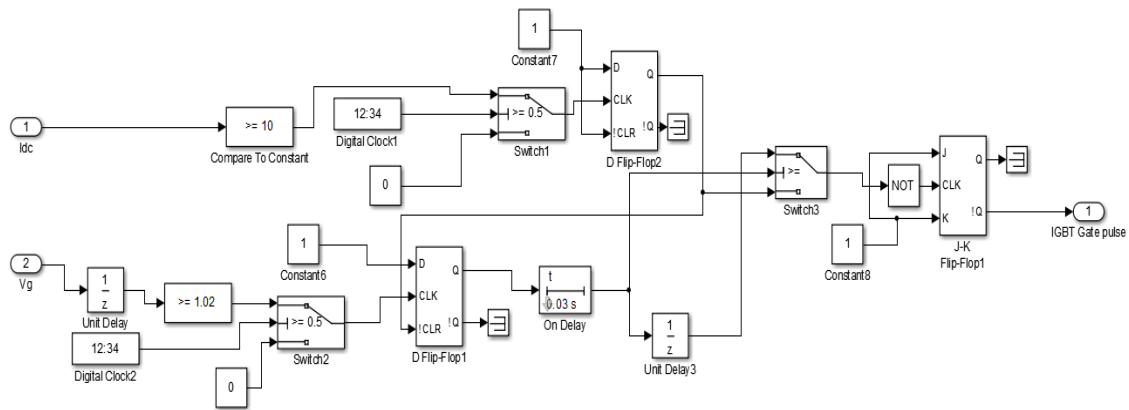 1
Constant7
D
CLK
!CLR
Q
!Q
D Flip-Flop2
1
Idc
>= 10
Compare To Constant
12:34
Digital Clock1
>= 0.5
Switch1
0
>=
Switch3
NOT
J
CLK
K
Q
!Q
J-K
Flip-Flop1
1
IGBT Gate pulse
1
Constant8
1
Constant6
D
CLK
!CLR
Q
!Q
D Flip-Flop1
t
0.03 s
On Delay
2
Vg
1
z
Unit Delay
>= 1.02
>= 0.5
Switch2
12:34
Digital Clock2
0
1
z
Unit Delay3